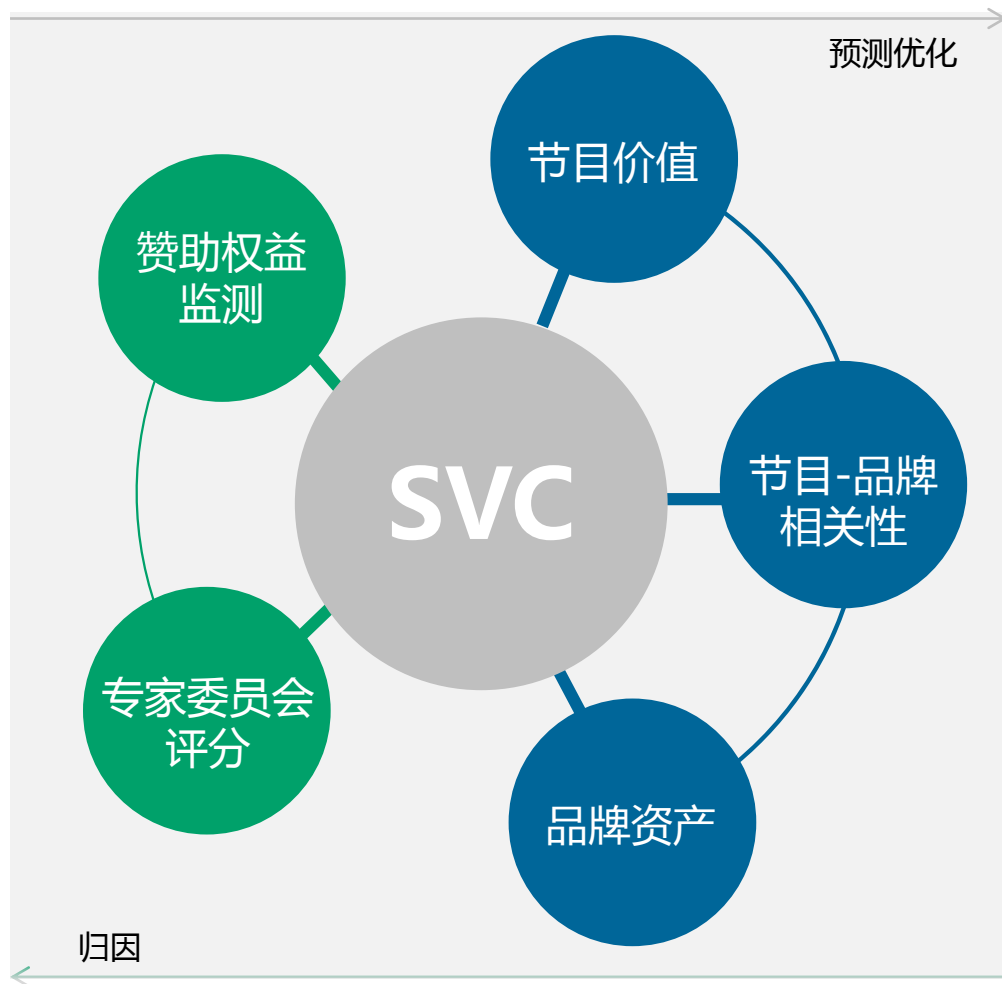 预测优化
节目价值
赞助权益
监测
SVC
节目-品牌
相关性
专家委员会
评分
品牌资产
归因